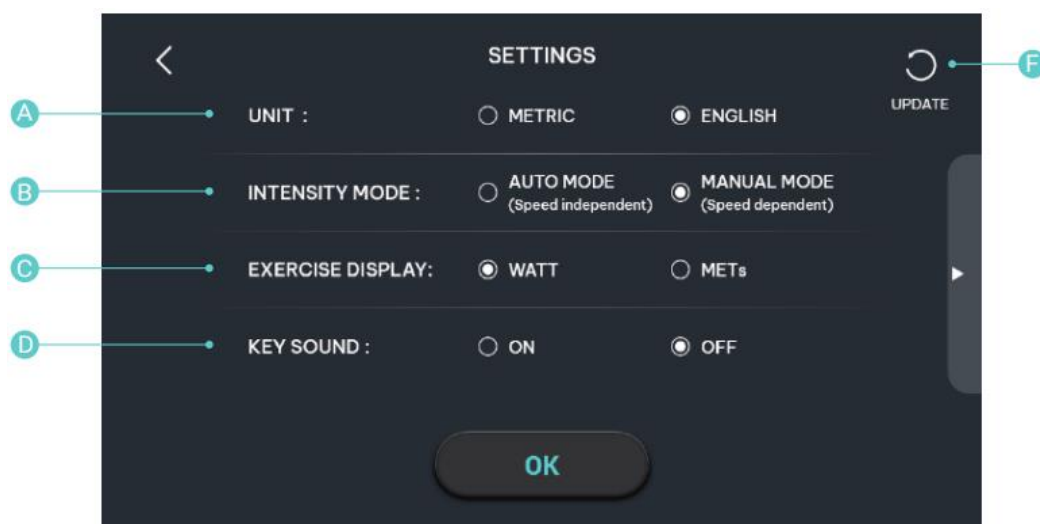 SETTINGS
F
UPDATE
A UNIT : METRIC ENGLISH
B INTENSITY MODE : AUTO MODE (Speed independent) MANUAL MODE (Speed dependent)
C EXERCISE DISPLAY: WATT METs
D KEY SOUND : ON OFF
OK